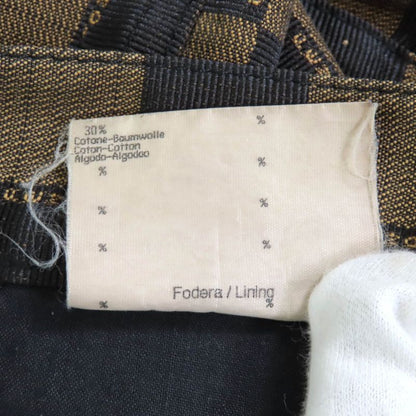 30% %
Cotone-Baumwolle
Coton-Cotton
Algodo-Algodao
% %
% %
% %
% %
Fodera / Lining
% %